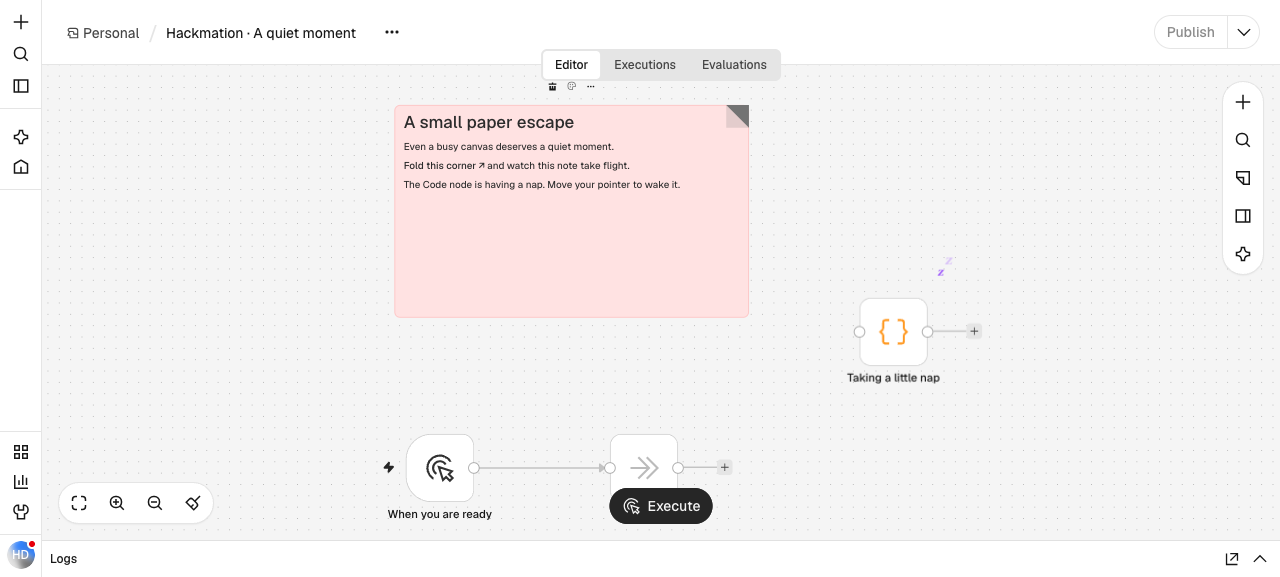 Personal / Hackmation · A quiet moment ...
Publish
Editor Executions Evaluations
A small paper escape
Even a busy canvas deserves a quiet moment.
Fold this corner ↗ and watch this note take flight.
The Code node is having a nap. Move your pointer to wake it.
z
z
{}
Taking a little nap
Execute
When you are ready
HD
Logs